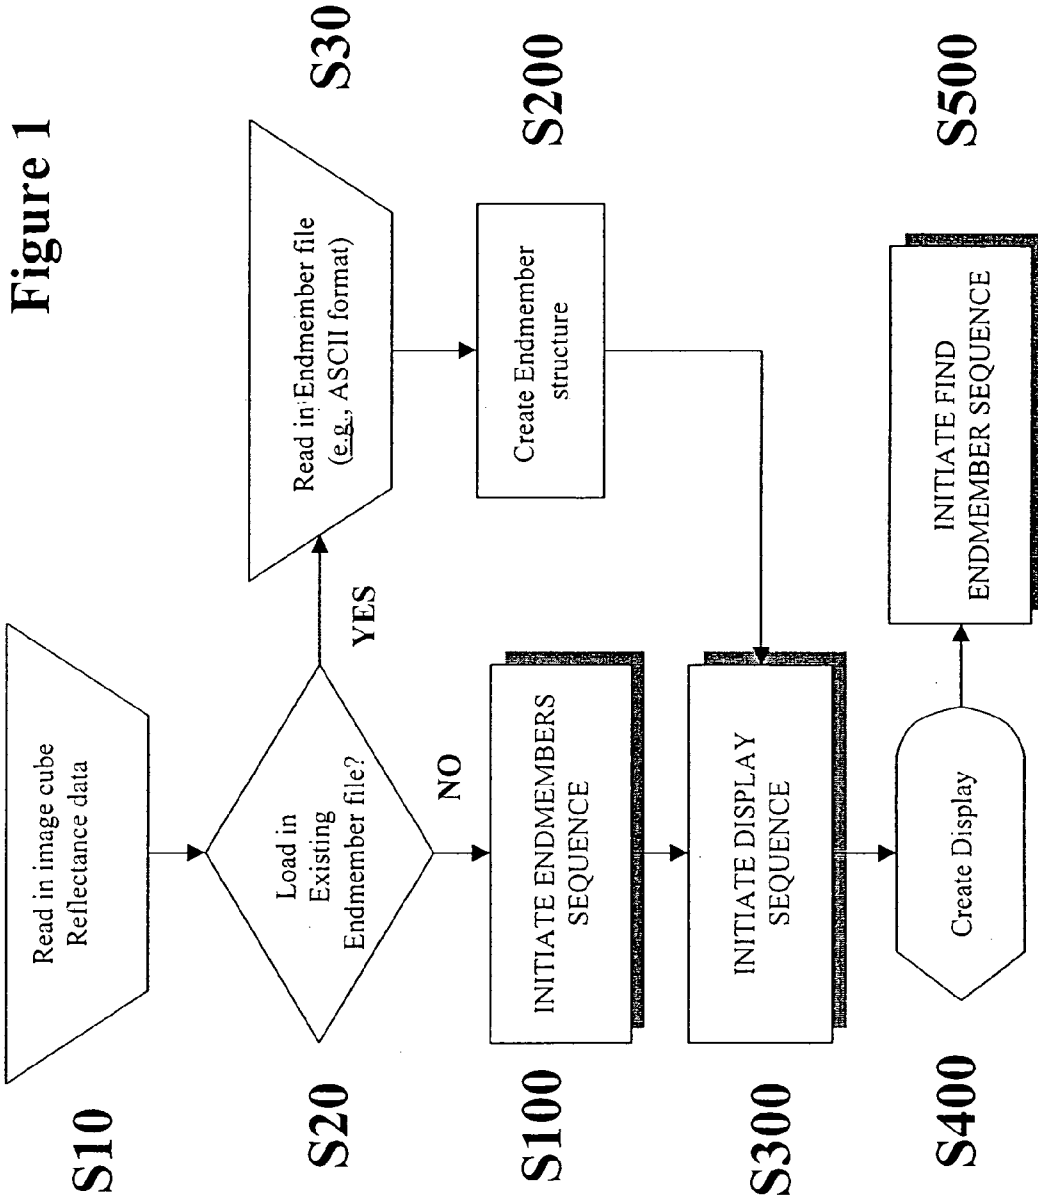 Figure 1
S10
Read in image cube
Reflectance data
S20
Load in
Existing
Endmember file?
YES
NO
Read in Endmember file
(e.g., ASCII format)
S30
S100
INITIATE ENDMEMBERS
SEQUENCE
Create Endmember
structure
S200
S300
INITIATE DISPLAY
SEQUENCE
S400
Create Display
INITIATE FIND
ENDMEMBER SEQUENCE
S500